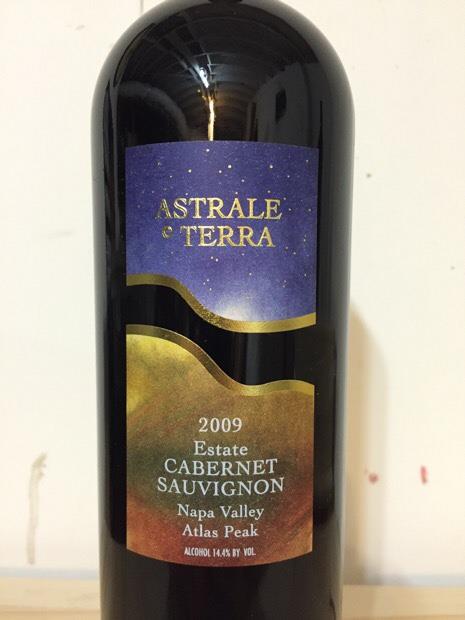 ASTRALE
e TERRA
2009
Estate
CABERNET
SAUVIGNON
Napa Valley
Atlas Peak
ALCOHOL 14.4% BY VOL.